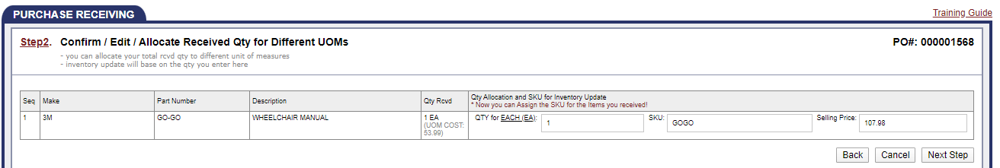 PURCHASE RECEIVING
Training Guide
Step2. Confirm / Edit / Allocate Received Qty for Different UOMs
PO#: 000001568
- you can allocate your total rcvd qty to different unit of measures
- inventory update will base on the qty you enter here
Seq Make Part Number Description Qty Rcvd Qty Allocation and SKU for Inventory Update
* Now you can Assign the SKU for the Items you received!
1 3M GO-GO WHEELCHAIR MANUAL 1 EA QTY for EACH (EA): 1 SKU: GOGO Selling Price: 107.98
(UOM COST:
53.99)
Back Cancel Next Step